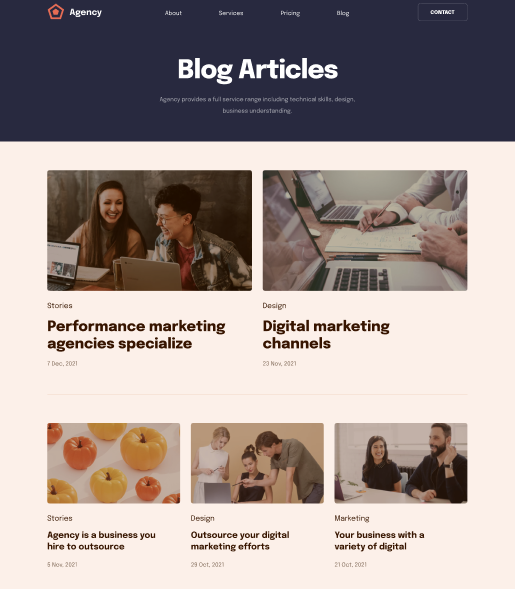 Agency
About
Services
Pricing
Blog
CONTACT
Blog Articles
Agency provides a full service range including technical skills, design,
business understanding.
Stories
Performance marketing
agencies specialize
7 Dec, 2021
Design
Digital marketing
channels
23 Nov, 2021
Stories
Agency is a business you
hire to outsource
5 Nov, 2021
Design
Outsource your digital
marketing efforts
29 Oct, 2021
Marketing
Your business with a
variety of digital
21 Oct, 2021